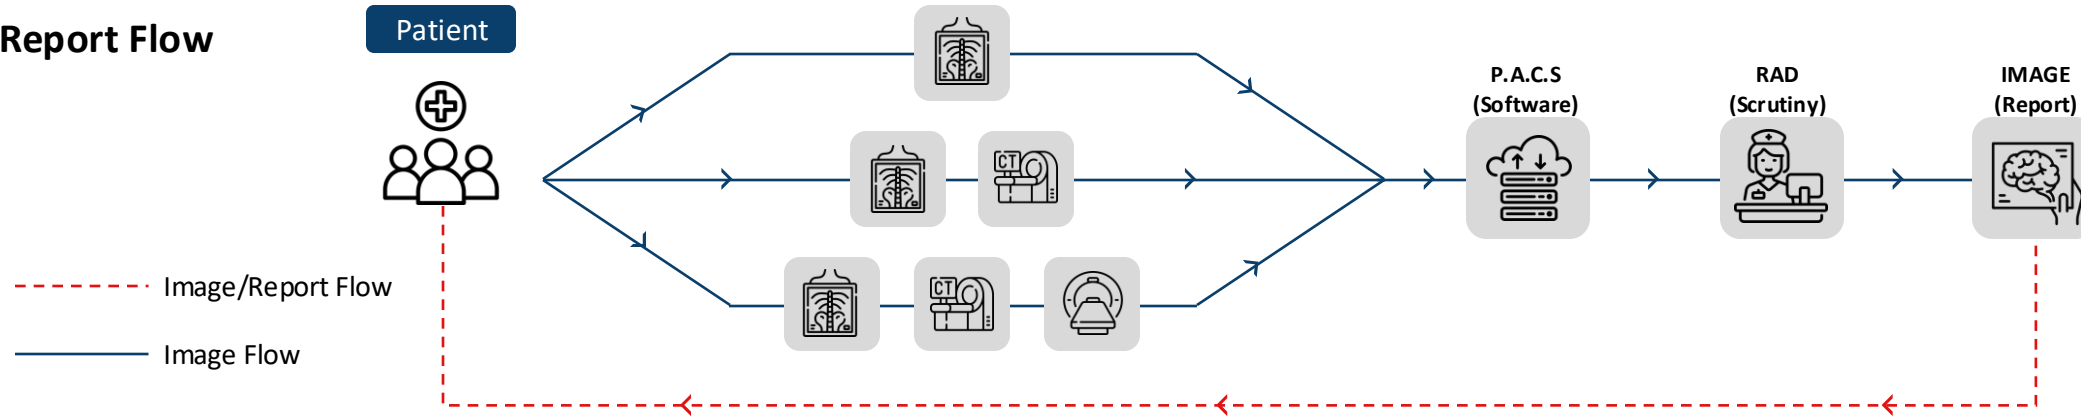 Report Flow
Patient
P.A.C.S
(Software)
RAD
(Scrutiny)
IMAGE
(Report)
CT
CT
Image/Report Flow
Image Flow